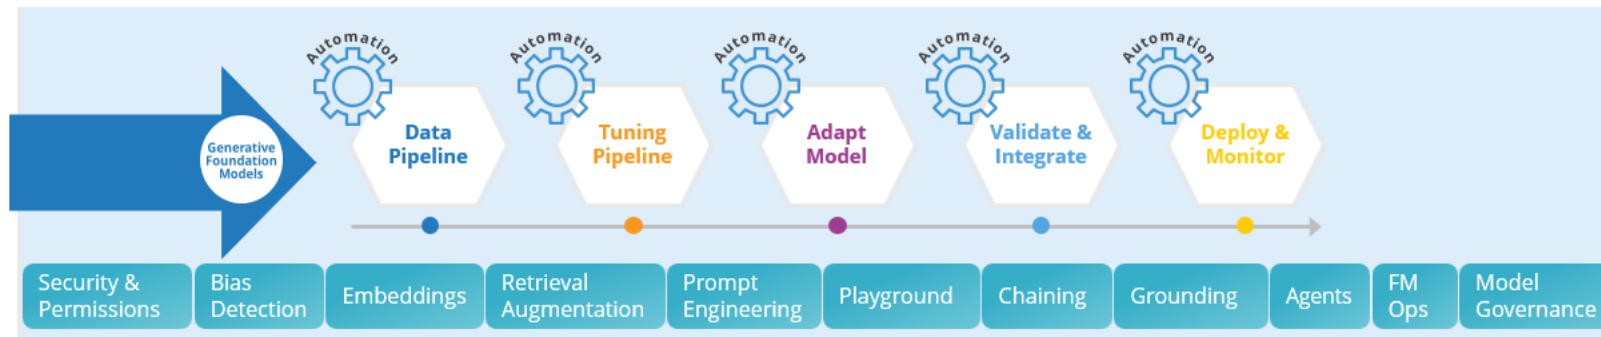 Automation
Automation
Automation
Automation
Automation
Generative
Foundation
Models
Data
Pipeline
Tuning
Pipeline
Adapt
Model
Validate &
Integrate
Deploy &
Monitor
Security &
Permissions
Bias
Detection
Embeddings
Retrieval
Augmentation
Prompt
Engineering
Playground
Chaining
Grounding
Agents
FM
Ops
Model
Governance